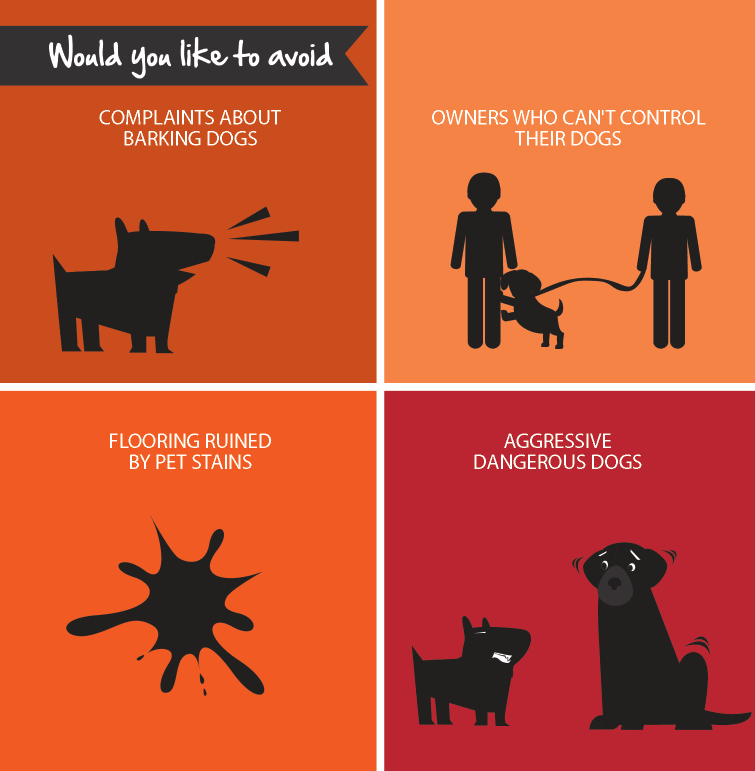 Would you like to avoid
COMPLAINTS ABOUT
BARKING DOGS
OWNERS WHO CAN'T CONTROL
THEIR DOGS
FLOORING RUINED
BY PET STAINS
AGGRESSIVE
DANGEROUS DOGS